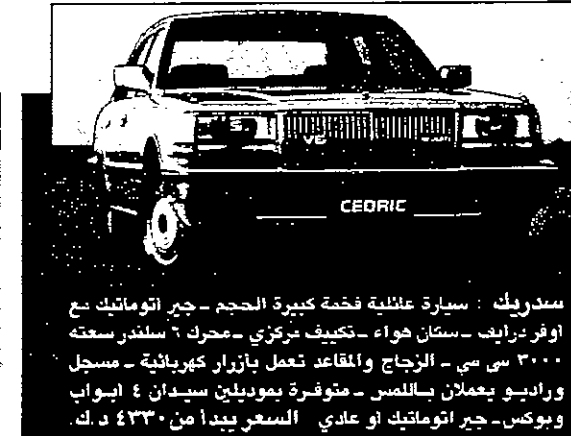 V6
CEDRIC
سدريك : سيارة عائلية فخمة كبيرة الحجم - جير اتوماتيك مع
اوفر درايف - ستان هواء - تكييف مركزي - محرك ٦ سلندر سعته
٣٠٠٠ سي سي - الزجاج والمقاعد تعمل بأزرار كهربائية - مسجل
وراديو يعملان باللمس - متوفرة بموديلين سيدان ٤ ابواب
وبوكس - جير اتوماتيك او عادي السعر يبدأ من ٤٣٣٠ د.ك.